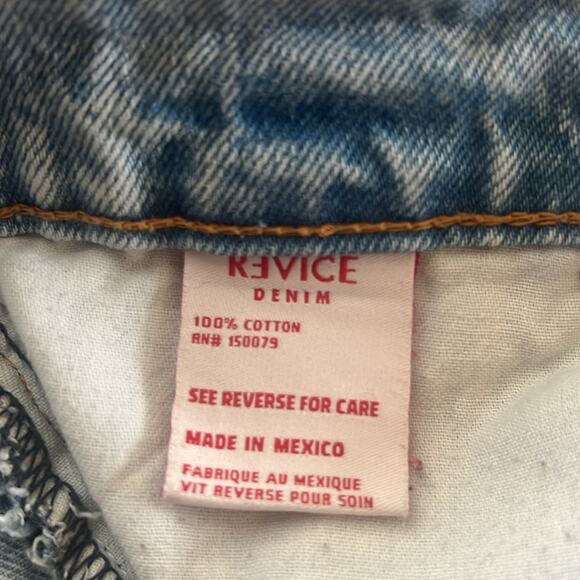 RƎVICE
DENIM
100% COTTON
RN# 150079
SEE REVERSE FOR CARE
MADE IN MEXICO
FABRIQUE AU MEXIQUE
VIT REVERSE POUR SOIN